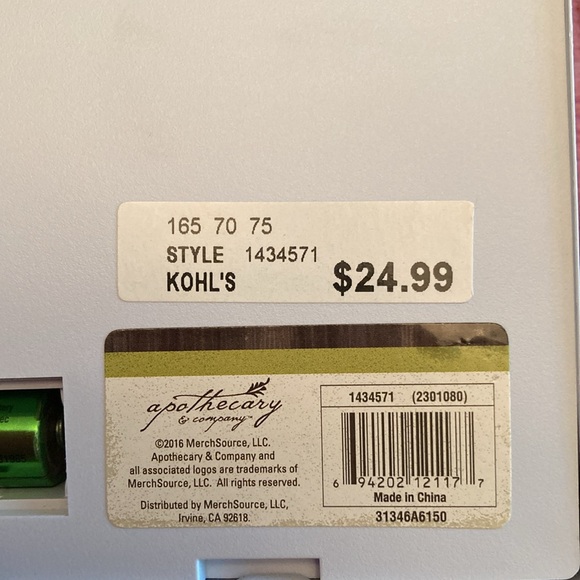 165 70 75
STYLE 1434571
KOHL'S $24.99
apothecary
& company™
©2016 MerchSource, LLC.
Apothecary & Company and
all associated logos are trademarks of
MerchSource, LLC. All rights reserved.
Distributed by MerchSource, LLC,
Irvine, CA 92618.
1434571 (2301080)
6 94202 12117 7
Made in China
31346A6150